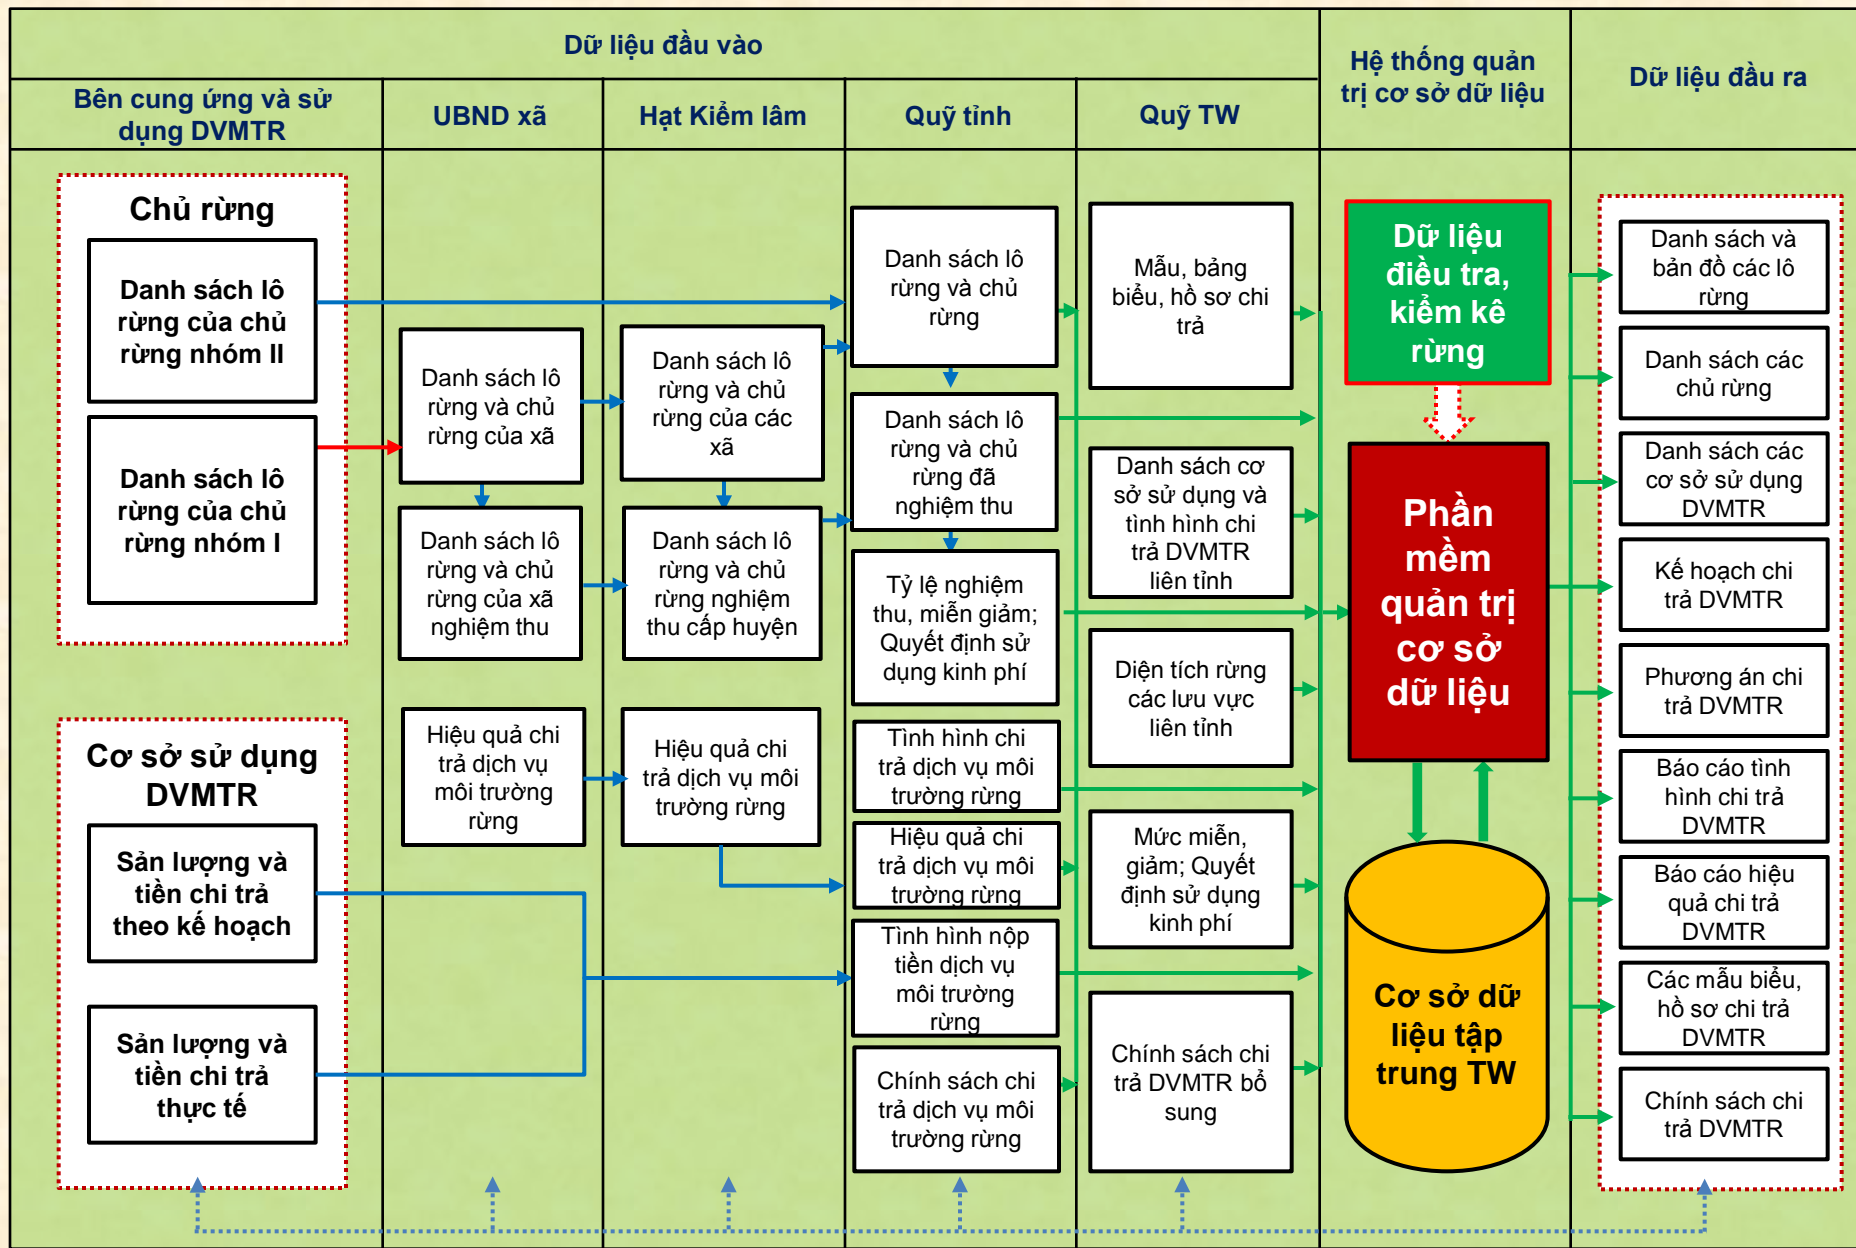 Dữ liệu đầu vào
Hệ thống quản
trị cơ sở dữ liệu
Dữ liệu đầu ra
Bên cung ứng và sử
dụng DVMTR
UBND xã
Hạt Kiểm lâm
Quỹ tỉnh
Quỹ TW
Chủ rừng
Danh sách lô
rừng của chủ
rừng nhóm II
Danh sách lô
rừng của chủ
rừng nhóm I
Cơ sở sử dụng
DVMTR
Sản lượng và
tiền chi trả
theo kế hoạch
Sản lượng và
tiền chi trả
thực tế
Danh sách lô
rừng và chủ
rừng của xã
Danh sách lô
rừng và chủ
rừng của xã
nghiệm thu
Hiệu quả chi
trả dịch vụ
môi trường
rừng
Danh sách lô
rừng và chủ
rừng của các
xã
Danh sách lô
rừng và chủ
rừng nghiệm
thu cấp huyện
Hiệu quả chi
trả dịch vụ môi
trường rừng
Danh sách lô
rừng và chủ
rừng
Danh sách lô
rừng và chủ
rừng đã
nghiệm thu
Tỷ lệ nghiệm
thu, miễn giảm;
Quyết định sử
dụng kinh phí
Tình hình chi
trả dịch vụ môi
trường rừng
Hiệu quả chi
trả dịch vụ môi
trường rừng
Tình hình nộp
tiền dịch vụ
môi trường
rừng
Chính sách chi
trả dịch vụ môi
trường rừng
Mẫu, bảng
biểu, hồ sơ chi
trả
Danh sách cơ
sở sử dụng và
tình hình chi
trả DVMTR
liên tỉnh
Diện tích rừng
các lưu vực
liên tỉnh
Mức miễn,
giảm; Quyết
định sử dụng
kinh phí
Chính sách chi
trả DVMTR bổ
sung
Dữ liệu
điều tra,
kiểm kê
rừng
Phần
mềm
quản trị
cơ sở
dữ liệu
Cơ sở dữ
liệu tập
trung TW
Danh sách và
bản đồ các lô
rừng
Danh sách các
chủ rừng
Danh sách các
cơ sở sử dụng
DVMTR
Kế hoạch chi
trả DVMTR
Phương án chi
trả DVMTR
Báo cáo tình
hình chi trả
DVMTR
Báo cáo hiệu
quả chi trả
DVMTR
Các mẫu biểu,
hồ sơ chi trả
DVMTR
Chính sách chi
trả DVMTR